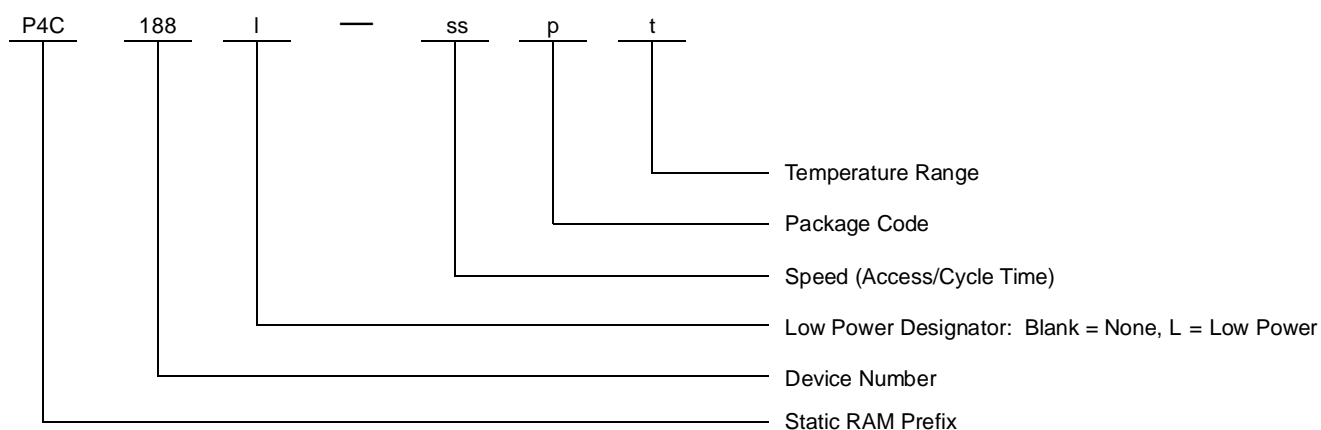 P4C 188 l — ss p t
Temperature Range
Package Code
Speed (Access/Cycle Time)
Low Power Designator: Blank = None, L = Low Power
Device Number
Static RAM Prefix